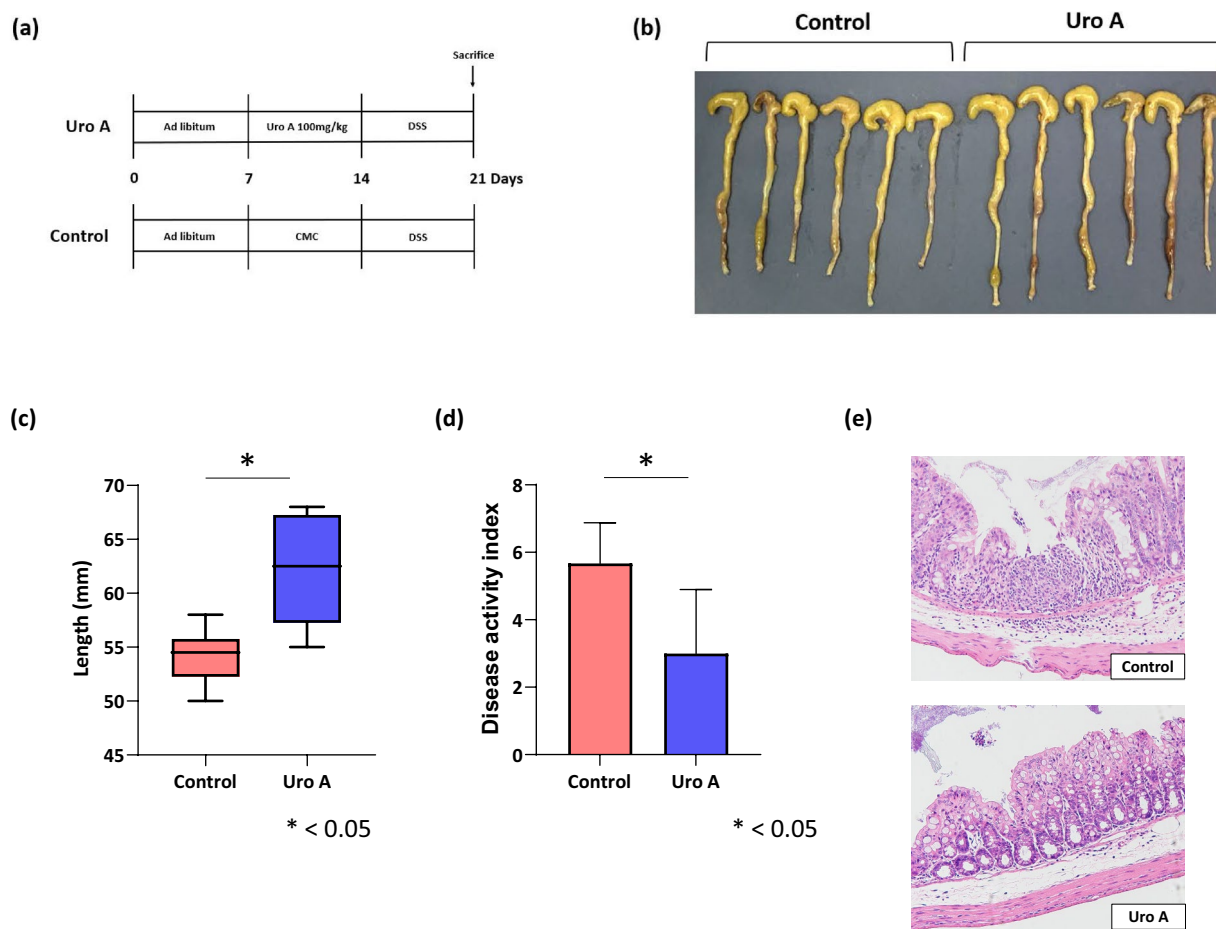 (a)
Sacrifice
Uro A
Ad libitum
Uro A 100mg/kg
DSS
0
7
14
21 Days
Control
Ad libitum
CMC
DSS
(b)
Control
Uro A
(c)
*
Length (mm)
70
65
60
55
50
45
Control
Uro A
* < 0.05
(d)
*
Disease activity index
8
6
4
2
0
Control
Uro A
* < 0.05
(e)
Control
Uro A